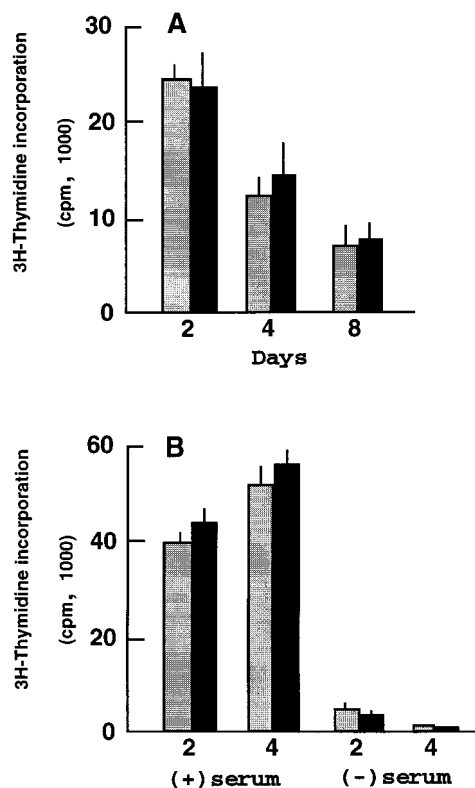 A
3H-Thymidine incorporation
(cpm, 1000)
30
20
10
0
2 4 8
Days
B
3H-Thymidine incorporation
(cpm, 1000)
60
40
20
0
2 4 2 4
(+)serum (-)serum